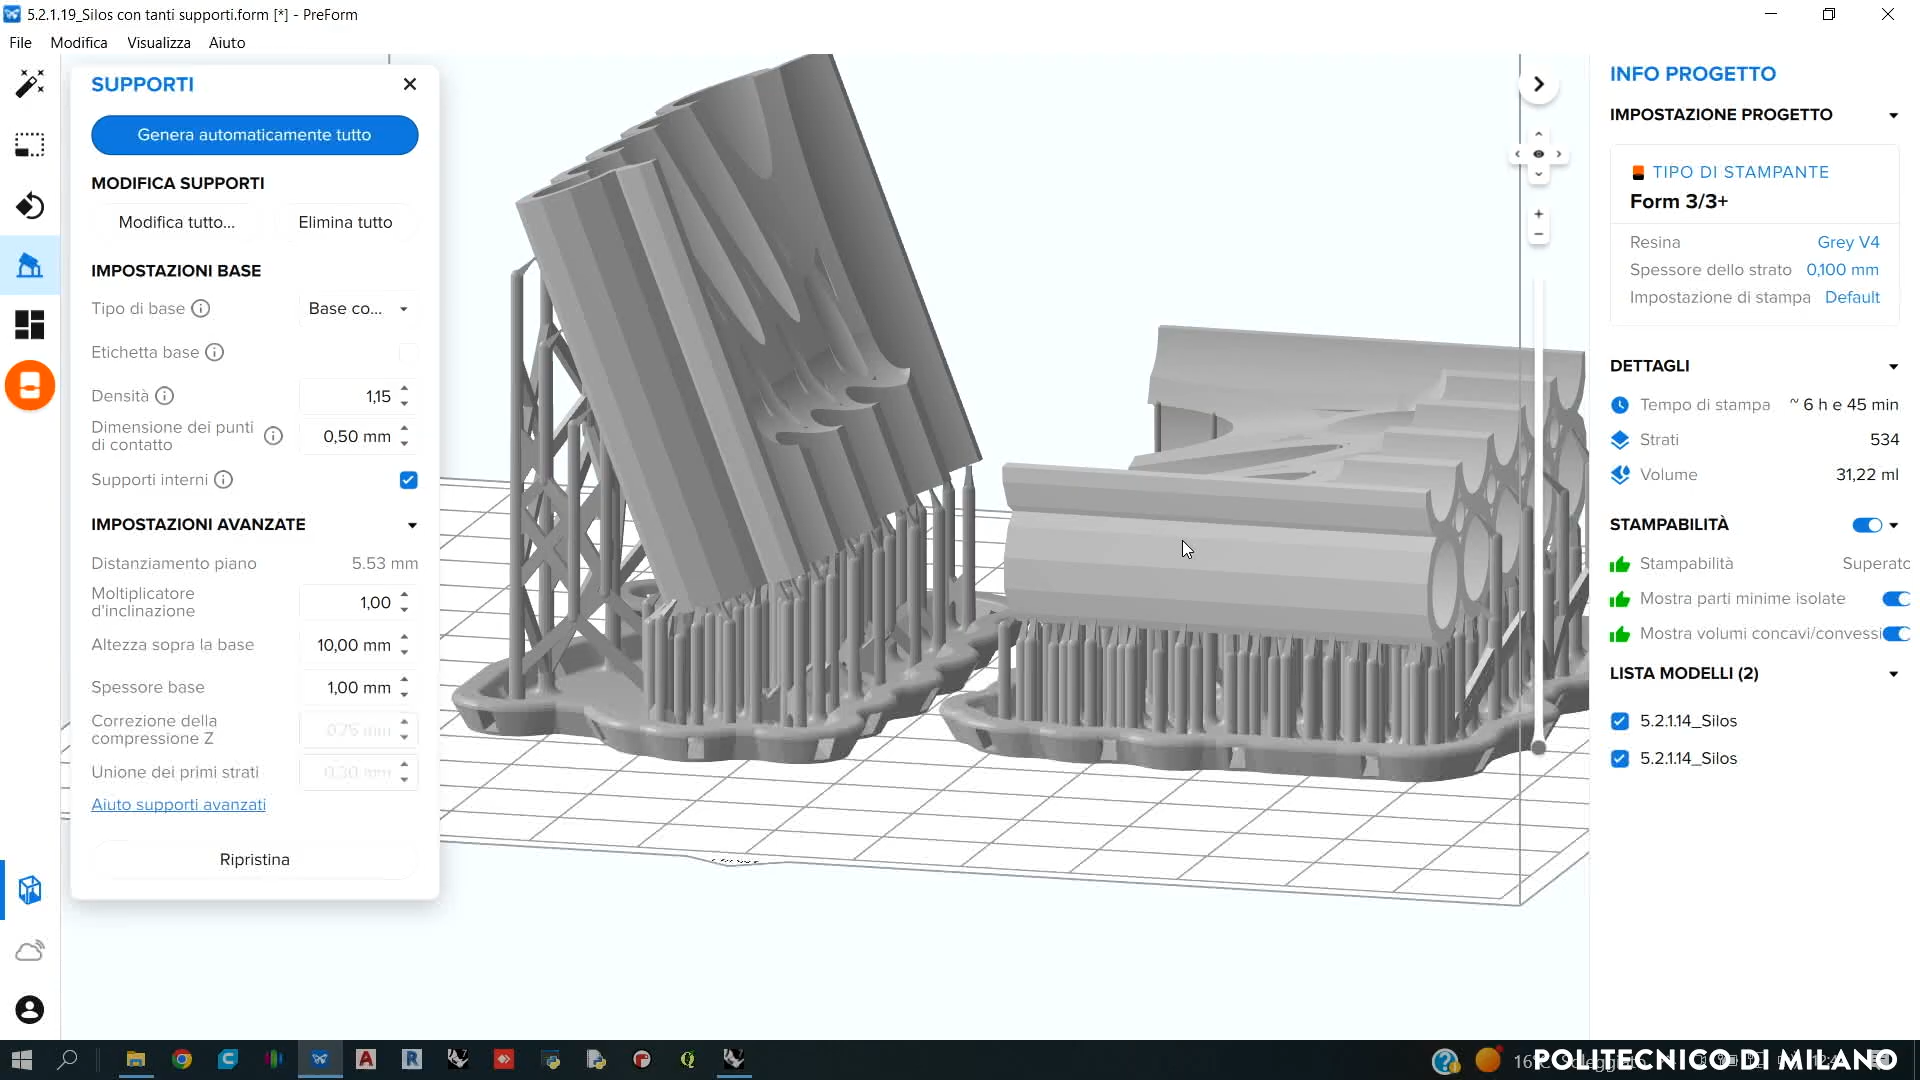 5.2.1.19_Silos con tanti supporti.form [*] - PreForm
File Modifica Visualizza Aiuto
SUPPORTI
Genera automaticamente tutto
MODIFICA SUPPORTI
Modifica tutto... Elimina tutto
IMPOSTAZIONI BASE
Tipo di base Base co...
Etichetta base
Densità 1,15
Dimensione dei punti
di contatto 0,50 mm
Supporti interni
IMPOSTAZIONI AVANZATE
Distanziamento piano 5.53 mm
Moltiplicatore
d'inclinazione 1,00
Altezza sopra la base 10,00 mm
Spessore base 1,00 mm
Correzione della
compressione Z 0,75 mm
Unione dei primi strati 0,30 mm
Aiuto supporti avanzati
Ripristina
INFO PROGETTO
IMPOSTAZIONE PROGETTO
TIPO DI STAMPANTE
Form 3/3+
Resina Grey V4
Spessore dello strato 0,100 mm
Impostazione di stampa Default
DETTAGLI
Tempo di stampa ~ 6 h e 45 min
Strati 534
Volume 31,22 ml
STAMPABILITÀ
Stampabilità Superato
Mostra parti minime isolate
Mostra volumi concavi/convessi
LISTA MODELLI (2)
5.2.1.14_Silos
5.2.1.14_Silos
POLITECNICO DI MILANO